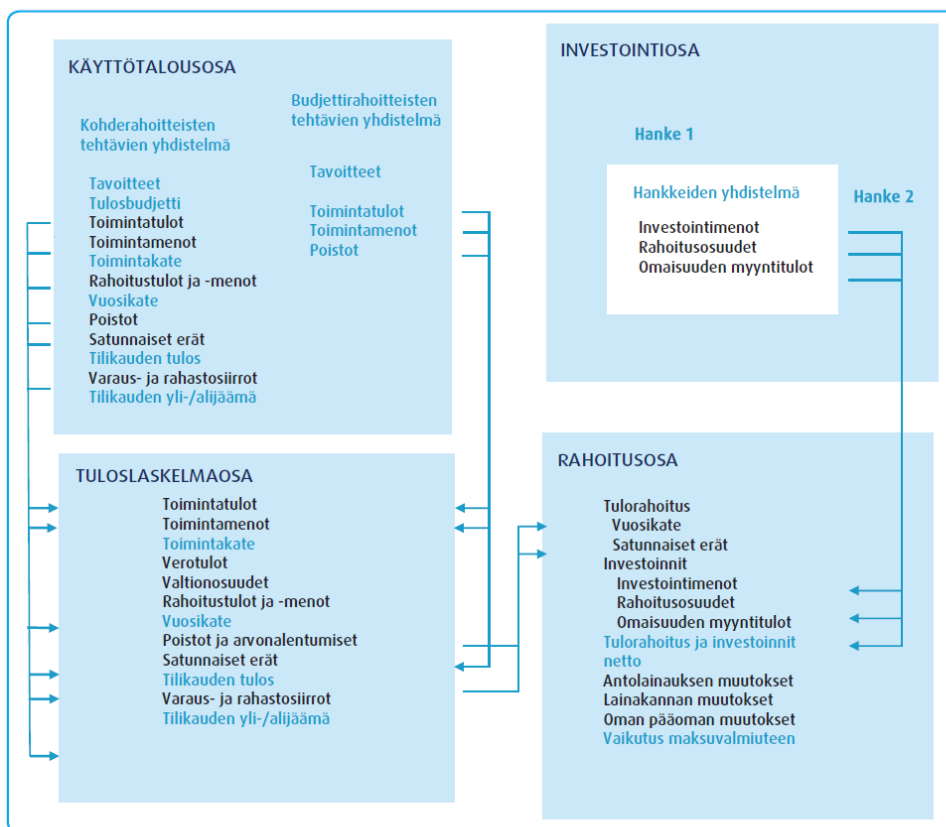 KÄYTTÖTALOUSOSA
Kohderahoitteisten
tehtävien yhdistelmä
Tavoitteet
Tulosbudjetti
Toimintatulot
Toimintamenot
Toimintakate
Rahoitustulot ja -menot
Vuosikate
Poistot
Satunnaiset erät
Tilikauden tulos
Varaus- ja rahastosiirrot
Tilikauden yli-/alijäämä
Budjettirahoitteisten
tehtävien yhdistelmä
Tavoitteet
Toimintatulot
Toimintamenot
Poistot
INVESTOINTIOSA
Hanke 1
Hankkeiden yhdistelmä
Investointimenot
Rahoitusosuudet
Omaisuuden myyntitulot
Hanke 2
TULOSLASKELMAOSA
Toimintatulot
Toimintamenot
Toimintakate
Verotulot
Valtionosuudet
Rahoitustulot ja -menot
Vuosikate
Poistot ja arvonalentumiset
Satunnaiset erät
Tilikauden tulos
Varaus- ja rahastosiirrot
Tilikauden yli-/alijäämä
RAHOITUSOSA
Tulorahoitus
Vuosikate
Satunnaiset erät
Investoinnit
Investointimenot
Rahoitusosuudet
Omaisuuden myyntitulot
Tulorahoitus ja investoinnit
netto
Antolainauksen muutokset
Lainakannan muutokset
Oman pääoman muutokset
Vaikutus maksuvalmiuteen